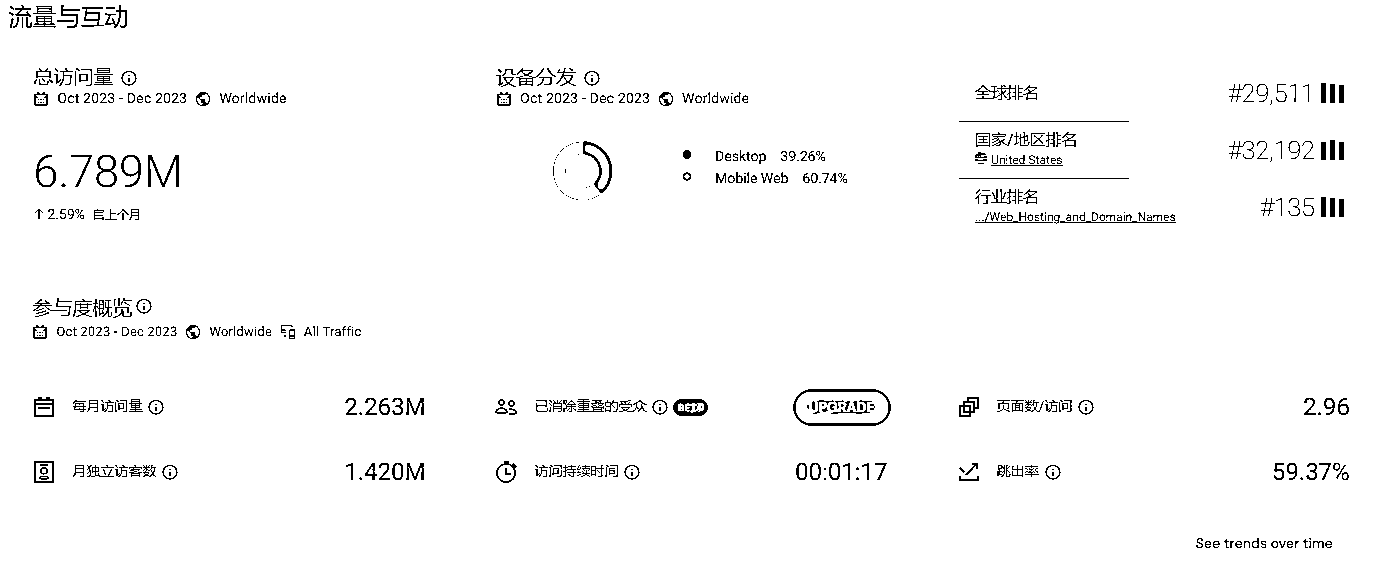 流量与互动
总访问量
Oct 2023 - Dec 2023 Worldwide
6.789M
↑ 2.59% 自上个月
设备分发
Oct 2023 - Dec 2023 Worldwide
Desktop 39.26%
Mobile Web 60.74%
全球排名 #29,511
国家/地区排名 #32,192
United States
行业排名 #135
.../Web_Hosting_and_Domain_Names
参与度概览
Oct 2023 - Dec 2023 Worldwide All Traffic
每月访问量 2.263M
已消除重叠的受众 BETA UPGRADE
页面数/访问 2.96
月独立访客数 1.420M
访问持续时间 00:01:17
跳出率 59.37%
See trends over time